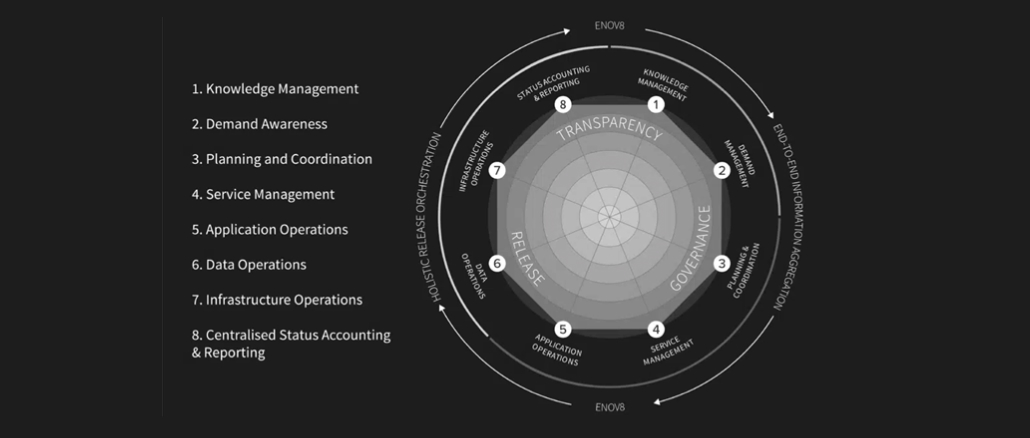 1. Knowledge Management
2. Demand Awareness
3. Planning and Coordination
4. Service Management
5. Application Operations
6. Data Operations
7. Infrastructure Operations
8. Centralised Status Accounting
& Reporting
ENOV8
END-TO-END INFORMATION AGGREGATION
ENOV8
HOLISTIC RELEASE ORCHESTRATION
KNOWLEDGE
MANAGEMENT
1
DEMAND
MANAGEMENT
2
PLANNING &
COORDINATION
3
SERVICE
MANAGEMENT
4
APPLICATION
OPERATIONS
5
DATA
OPERATIONS
6
INFRASTRUCTURE
OPERATIONS
7
STATUS ACCOUNTING
& REPORTING
8
TRANSPARENCY
GOVERNANCE
RELEASE